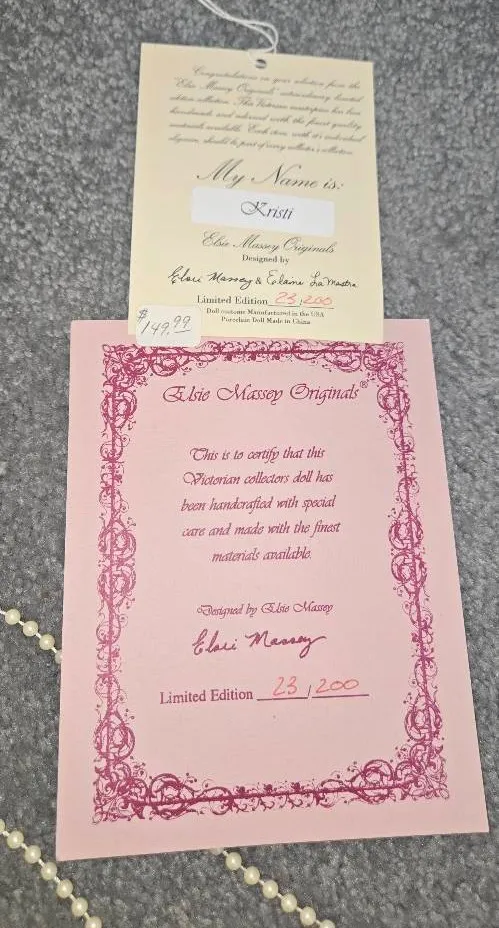 Congratulations on your selection from the
"Elsie Massey Originals" extraordinary limited
edition collection. This Victorian masterpiece has been
handmade and adorned with the finest quality
materials available. Each item, with it's individual
elegance, should be part of every collector's collection.
My Name is:
Kristi
Elsie Massey Originals
Designed by
Elsie Massey & Elaine La Mastra
Limited Edition 23/200
Doll costume Manufactured in the USA
Porcelain Doll Made in China
$149.99
Elsie Massey Originals®
This is to certify that this
Victorian collectors doll has
been handcrafted with special
care and made with the finest
materials available.
Designed by Elsie Massey
Elsie Massey
Limited Edition 23/200